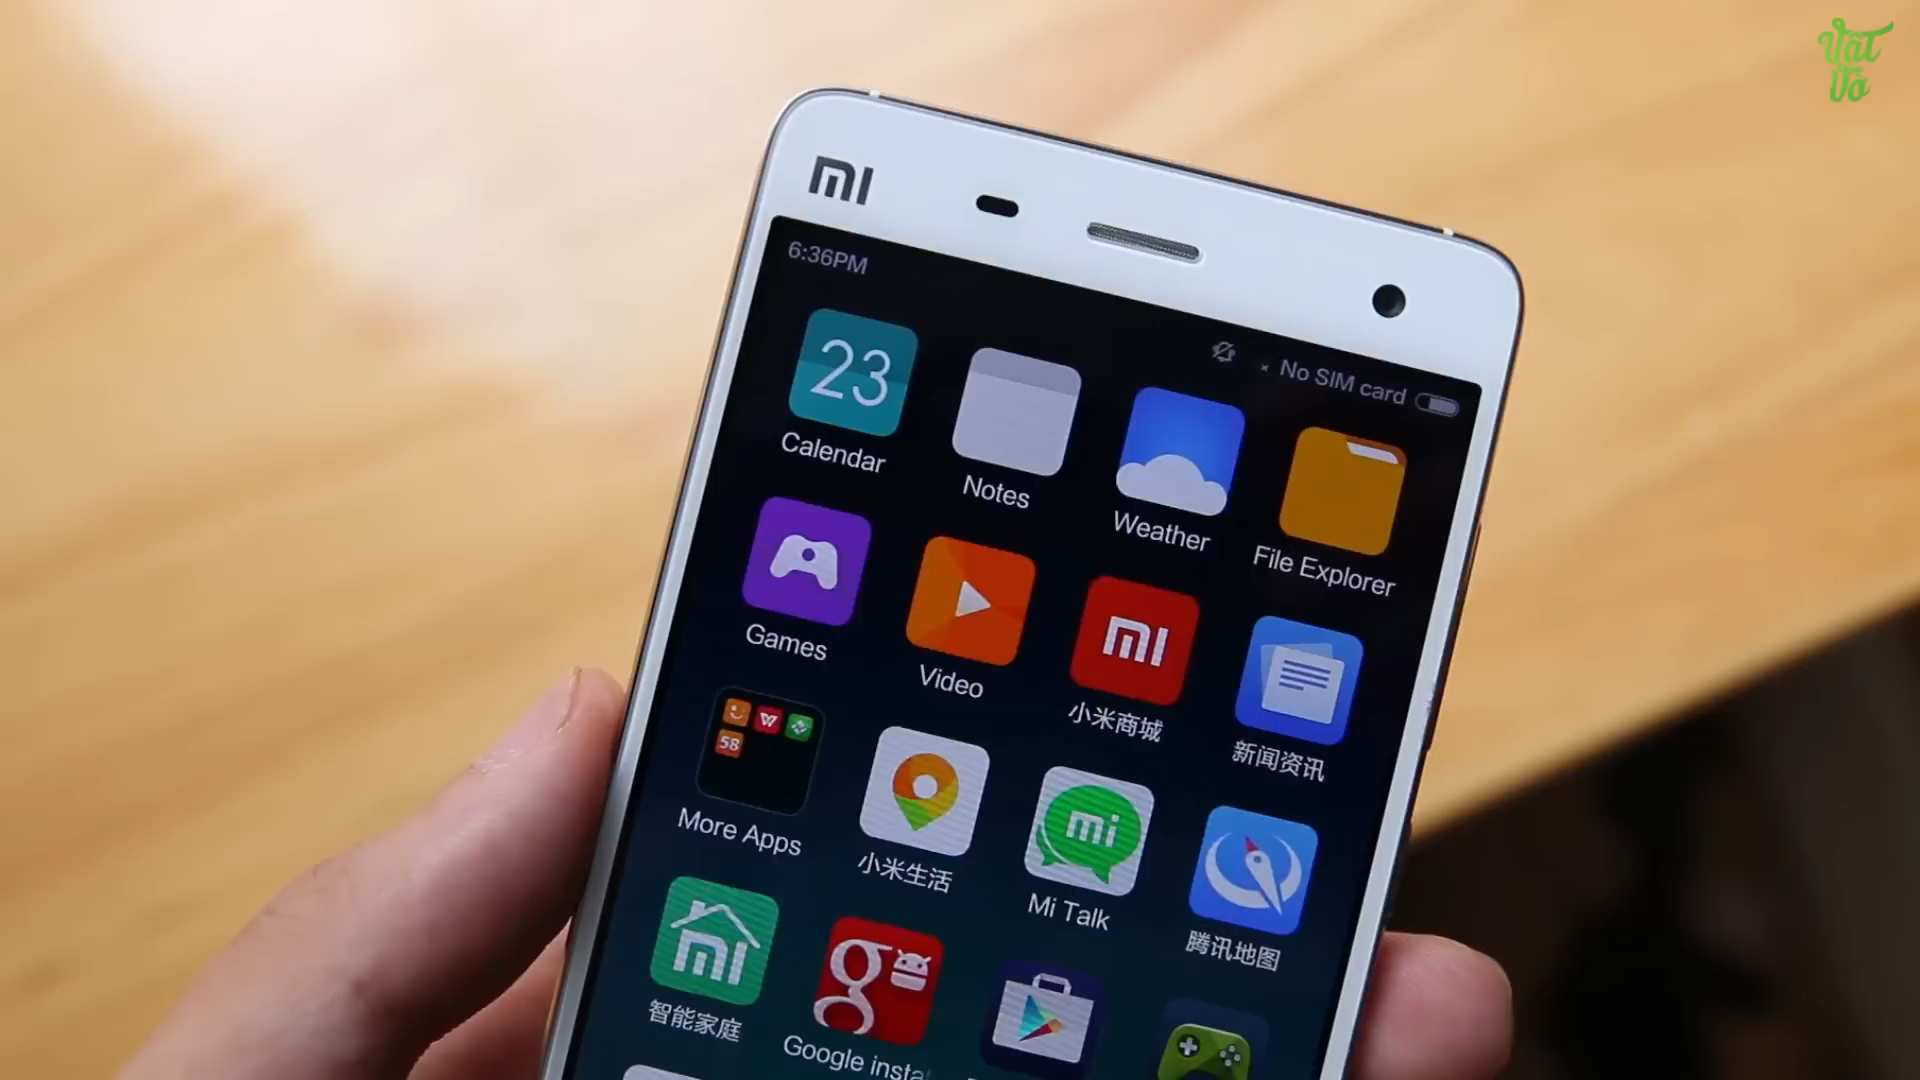 Vật
Vờ
mi
6:36PM
No SIM card
23
Calendar
Notes
Weather
File Explorer
Games
Video
mi
小米商城
新闻资讯
W
58
More Apps
小米生活
mi
Mi Talk
腾讯地图
mi
智能家庭
g
Google insta